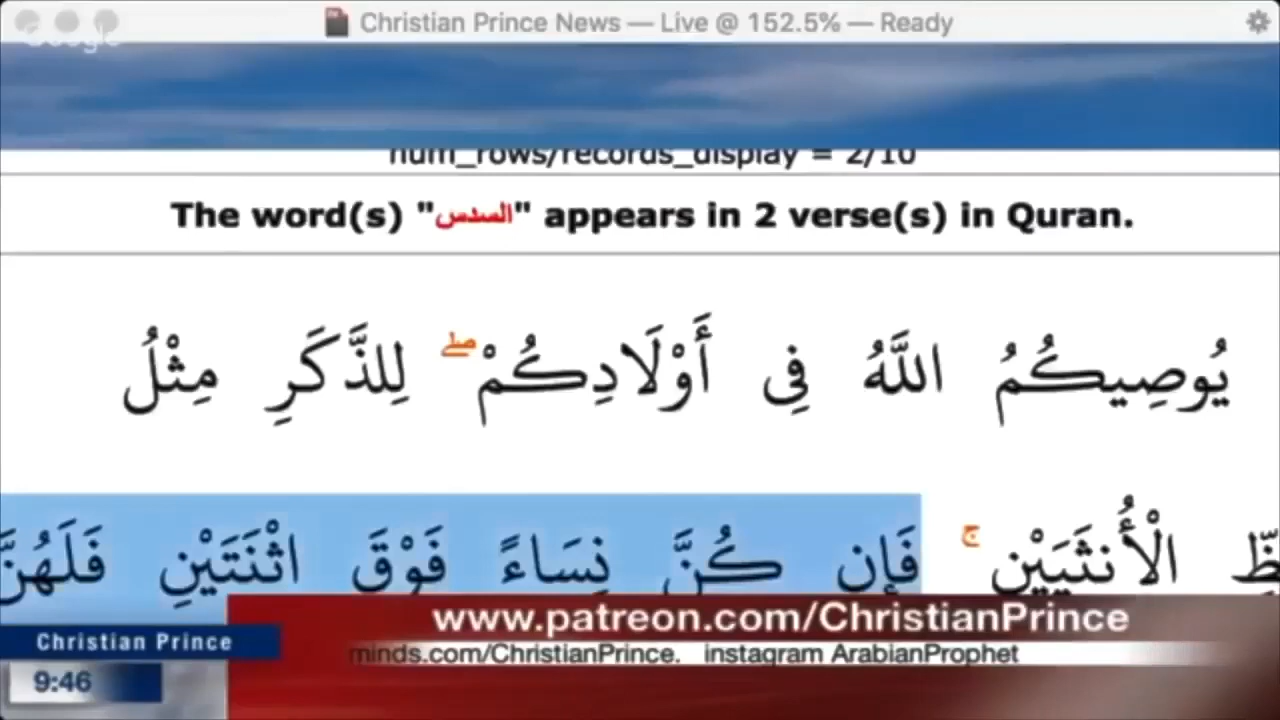 Christian Prince News — Live @ 152.5% — Ready
Google
num_rows/records_display = 2/10
The word(s) "السدس" appears in 2 verse(s) in Quran.
يُوصِيكُمُ اللَّهُ فِى أَوْلَادِكُمْ ۖ لِلذَّكَرِ مِثْلُ
حَظِّ الْأُنثَيَيْنِ ۚ فَإِن كُنَّ نِسَاءً فَوْقَ اثْنَتَيْنِ فَلَهُنَّ
www.patreon.com/ChristianPrince
Christian Prince
minds.com/ChristianPrince. instagram ArabianProphet
9:46